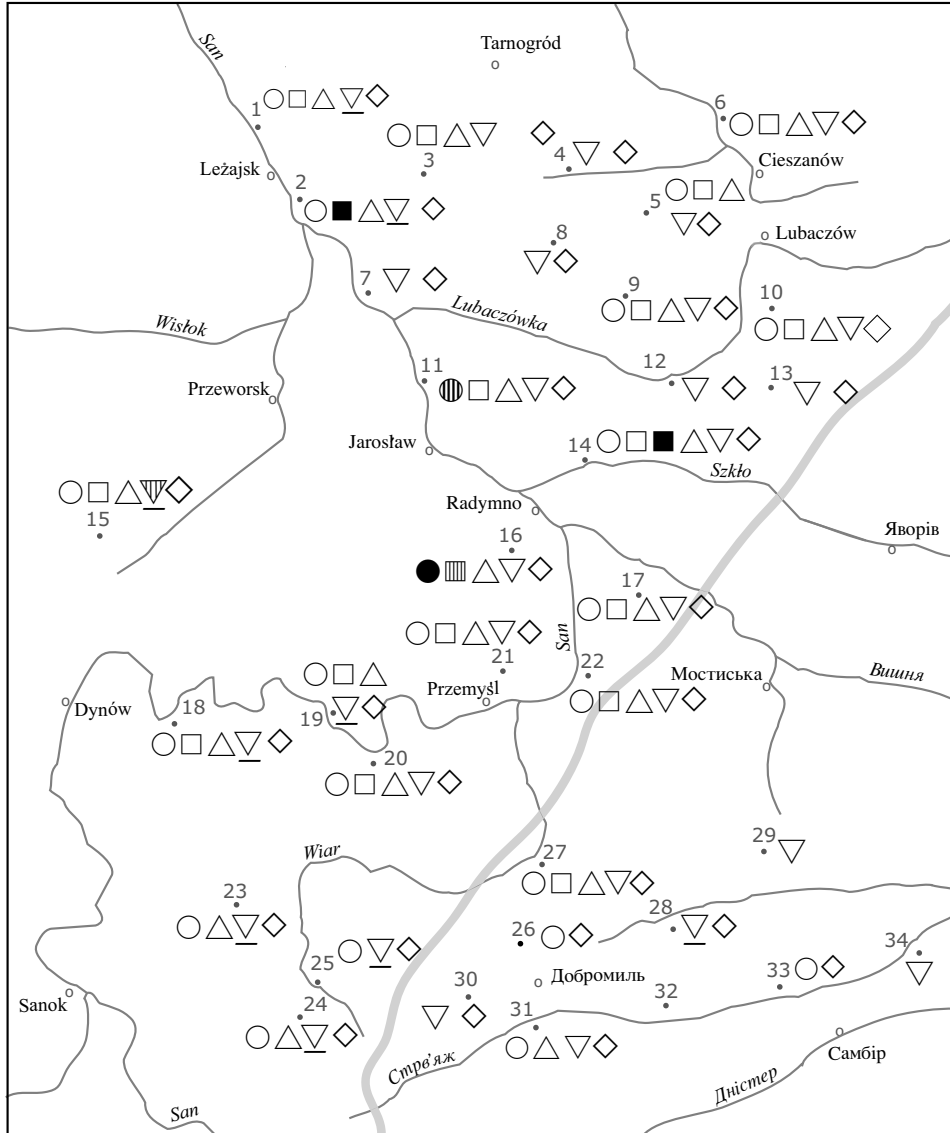 San
Tarnogród
1
6
3
4
Cieszanów
Leżajsk
2
5
Lubaczów
8
7
9
10
Lubaczówka
Wisłok
11
12
13
Przeworsk
Jarosław
14
Szkło
15
Radymno
Яворів
16
17
San
21
22
Мостиська
Вишня
Dynów
18
19
Przemyśl
20
29
Wiar
27
23
28
26
34
25
Добромиль
33
Sanok
30
24
32
31
Самбір
Стрв’яж
Дністер
San